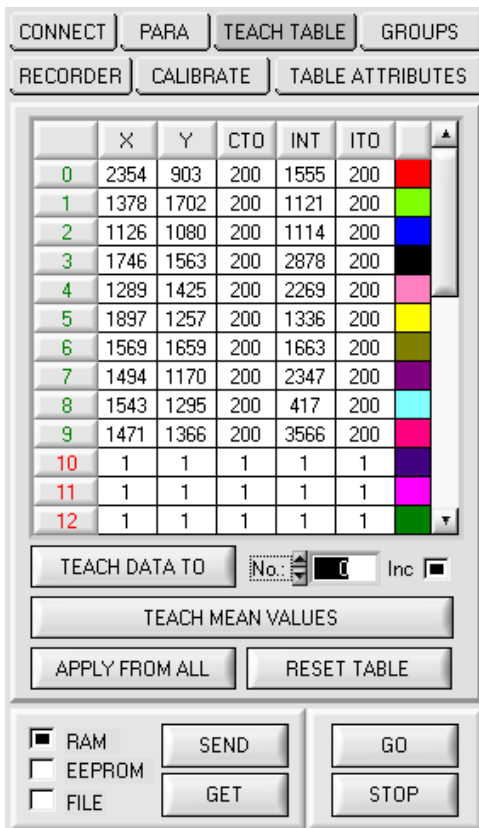 CONNECT PARA TEACH TABLE GROUPS
RECORDER CALIBRATE TABLE ATTRIBUTES
X Y CTO INT ITO
0 2354 903 200 1555 200
1 1378 1702 200 1121 200
2 1126 1080 200 1114 200
3 1746 1563 200 2878 200
4 1289 1425 200 2269 200
5 1897 1257 200 1336 200
6 1569 1659 200 1663 200
7 1494 1170 200 2347 200
8 1543 1295 200 417 200
9 1471 1366 200 3566 200
10 1 1 1 1 1
11 1 1 1 1 1
12 1 1 1 1 1
TEACH DATA TO No.: 0 Inc
TEACH MEAN VALUES
APPLY FROM ALL RESET TABLE
RAM SEND GO
EEPROM
FILE GET STOP